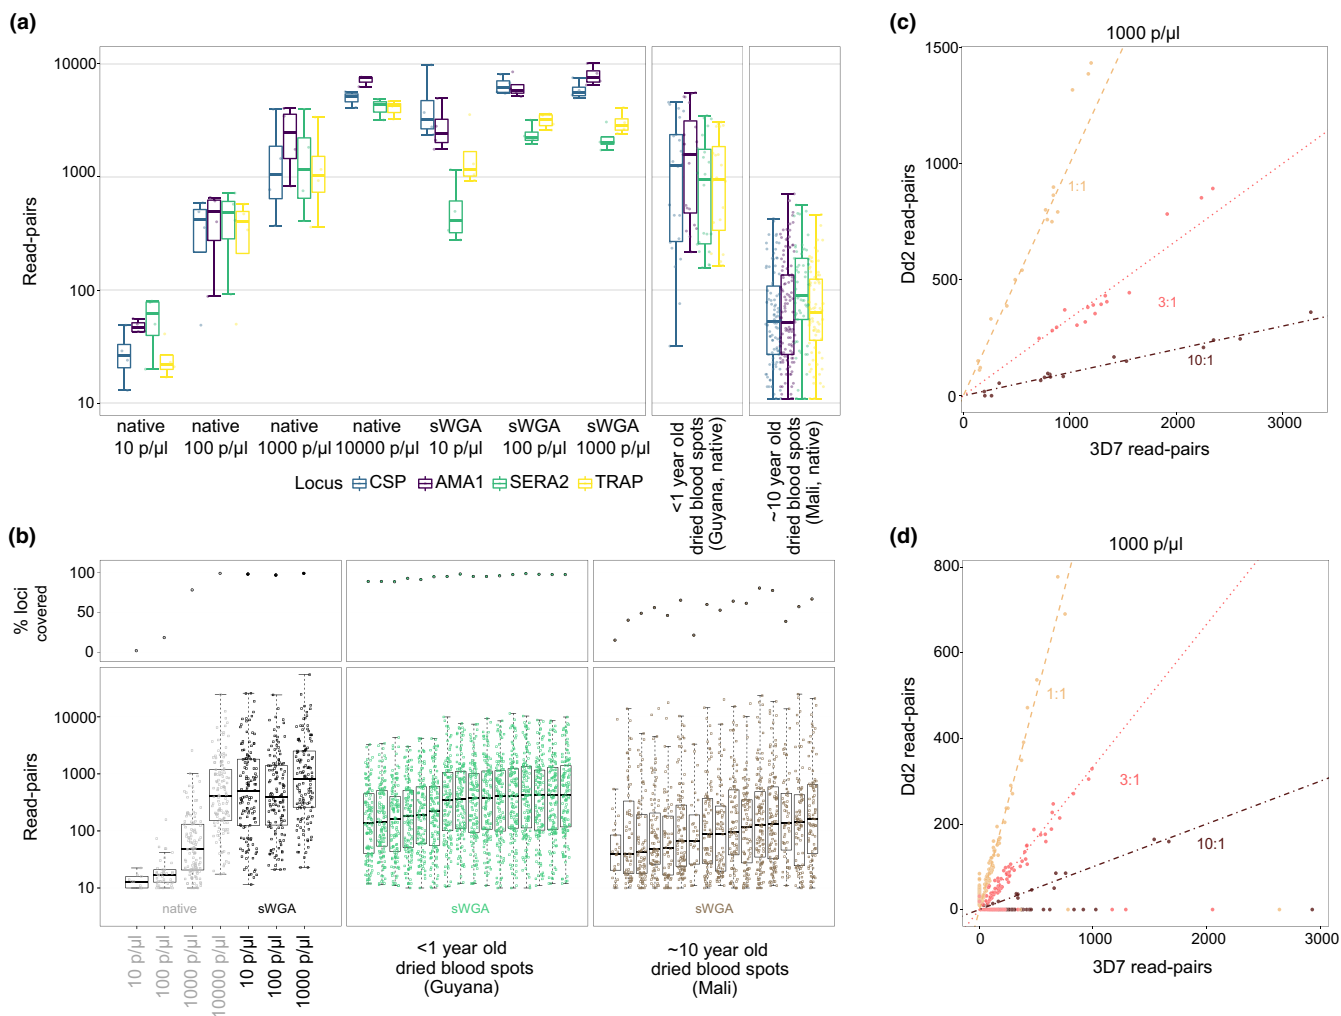 (a)
10000
1000
100
10
Read-pairs
native
10 p/µl
native
100 p/µl
native
1000 p/µl
native
10000 p/µl
sWGA
10 p/µl
sWGA
100 p/µl
sWGA
1000 p/µl
<1 year old
dried blood spots
(Guyana, native)
~10 year old
dried blood spots
(Mali, native)
Locus CSP AMA1 SERA2 TRAP
(b)
100
50
0
% loci
covered
10000
1000
100
10
Read-pairs
native
sWGA
sWGA
sWGA
10 p/µl
100 p/µl
1000 p/µl
10000 p/µl
10 p/µl
100 p/µl
1000 p/µl
<1 year old
dried blood spots
(Guyana)
~10 year old
dried blood spots
(Mali)
(c)
1000 p/µl
1500
1000
500
0
Dd2 read-pairs
1:1
3:1
10:1
0 1000 2000 3000
3D7 read-pairs
(d)
1000 p/µl
800
600
400
200
0
Dd2 read-pairs
1:1
3:1
10:1
0 1000 2000 3000
3D7 read-pairs